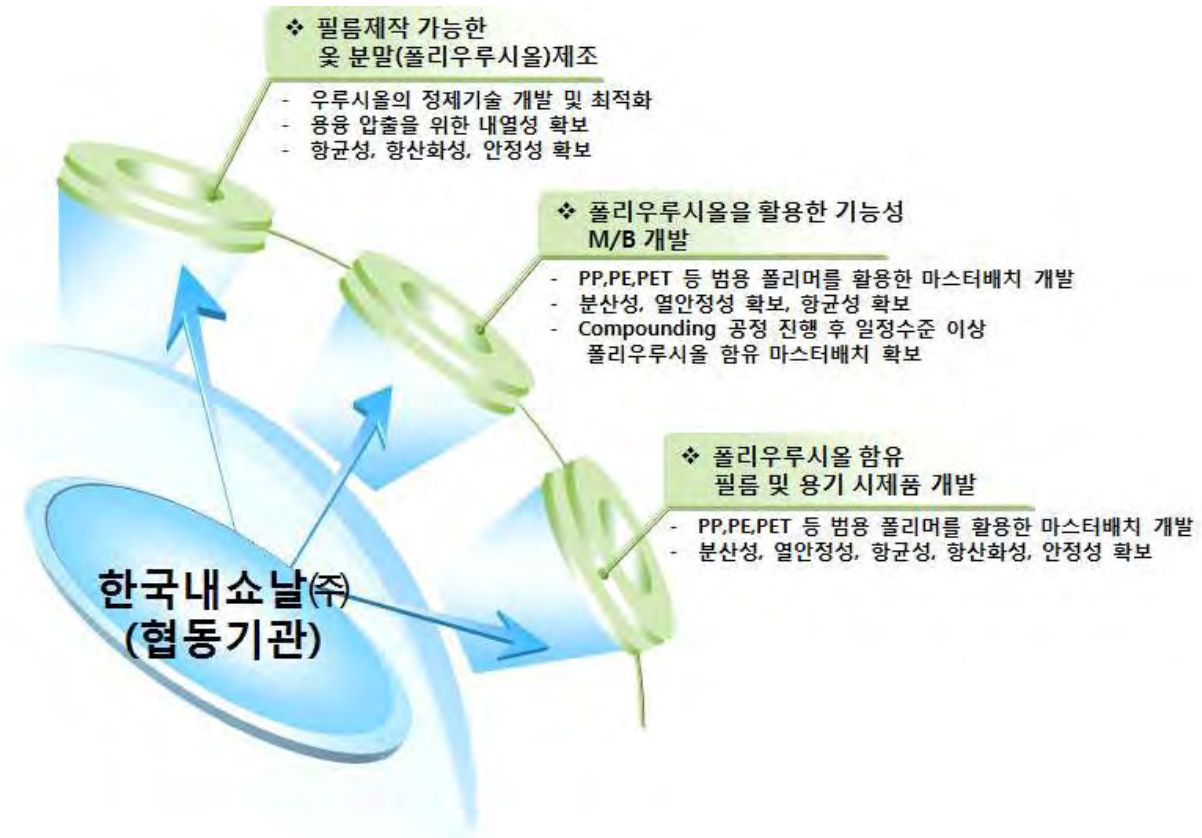 ❖ 필름제작 가능한
옻 분말(폴리우루시올)제조
- 우루시올의 정제기술 개발 및 최적화
- 용융 압출을 위한 내열성 확보
- 항균성, 항산화성, 안정성 확보
❖ 폴리우루시올을 활용한 기능성
M/B 개발
- PP,PE,PET 등 범용 폴리머를 활용한 마스터배치 개발
- 분산성, 열안정성 확보, 항균성 확보
- Compounding 공정 진행 후 일정수준 이상
폴리우루시올 함유 마스터배치 확보
❖ 폴리우루시올 함유
필름 및 용기 시제품 개발
- PP,PE,PET 등 범용 폴리머를 활용한 마스터배치 개발
- 분산성, 열안정성, 항균성, 항산화성, 안정성 확보
한국내쇼날㈜
(협동기관)